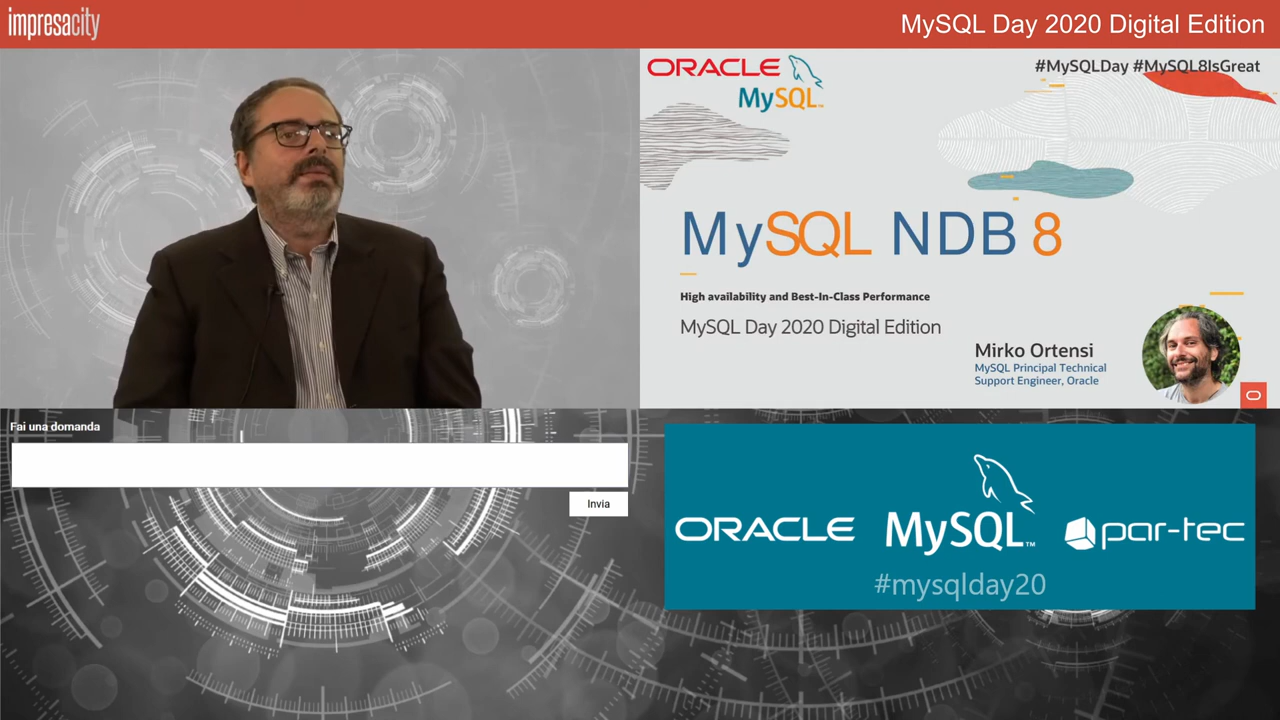 impresacity
MySQL Day 2020 Digital Edition
ORACLE
MySQL™
#MySQLDay #MySQL8IsGreat
MySQL NDB 8
High availability and Best-In-Class Performance
MySQL Day 2020 Digital Edition
Mirko Ortensi
MySQL Principal Technical
Support Engineer, Oracle
Fai una domanda
Invia
ORACLE
MySQL™
par-tec
#mysqlday20